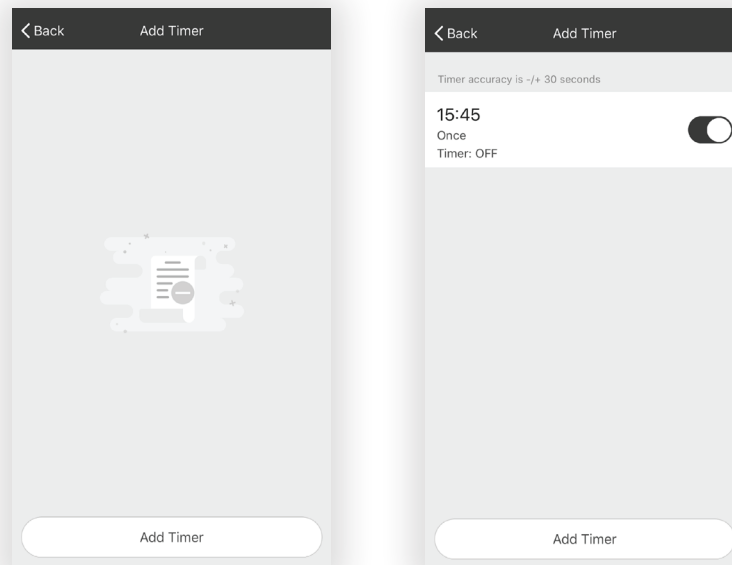 Back
Add Timer
Add Timer
Back
Add Timer
Timer accuracy is -/+ 30 seconds
15:45
Once
Timer: OFF
Add Timer